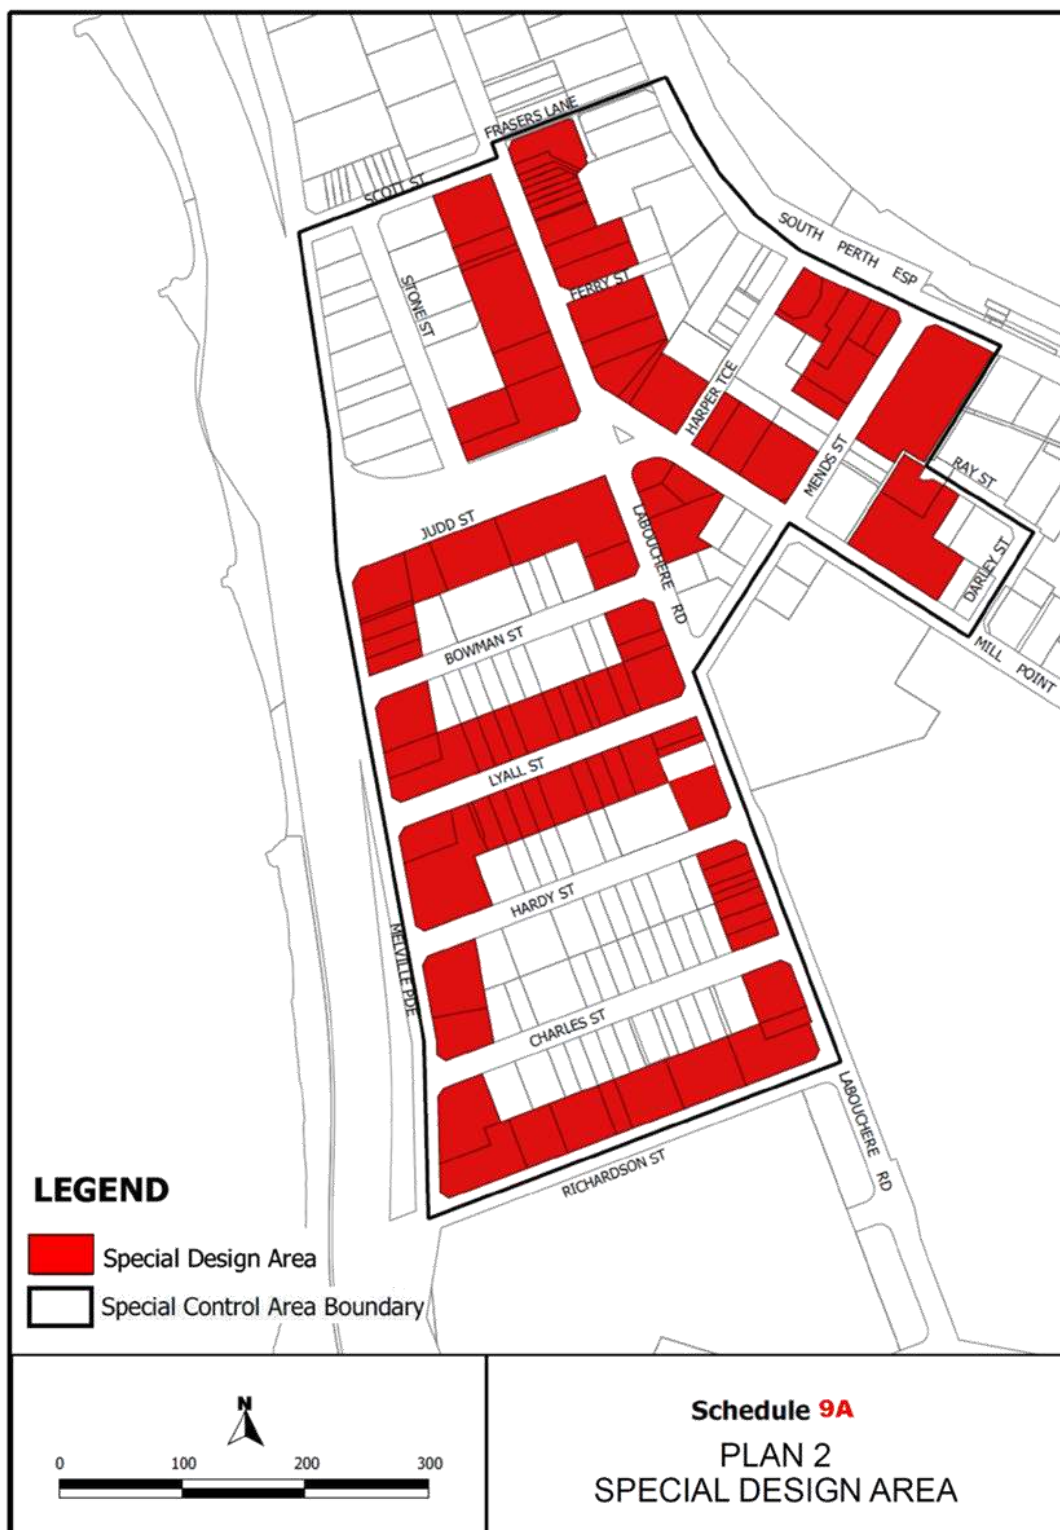 FRASERS LANE
SCOTT ST
SOUTH PERTH ESP
STONE ST
FERRY ST
HARPER TCE
MENDS ST
RAY ST
JUDD ST
LABOUCHERE RD
DARLEY ST
BOWMAN ST
MILL POINT
LYALL ST
HARDY ST
MELVILLE PDE
CHARLES ST
LABOUCHERE RD
RICHARDSON ST
LEGEND
Special Design Area
Special Control Area Boundary
N
0 100 200 300
Schedule 9A
PLAN 2
SPECIAL DESIGN AREA